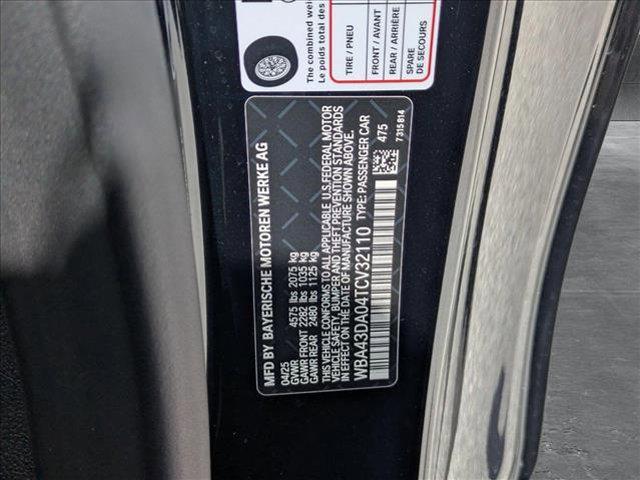 The combined wei
Le poids total des
TIRE / PNEU
FRONT / AVANT
REAR / ARRIÈRE
SPARE
DE SECOURS
MFD BY BAYERISCHE MOTOREN WERKE AG
04/25
GVWR 4575 lbs 2075 kg
GAWR FRONT 2282 lbs 1035 kg
GAWR REAR 2480 lbs 1125 kg
THIS VEHICLE CONFORMS TO ALL APPLICABLE U.S. FEDERAL MOTOR
VEHICLE SAFETY, BUMPER AND THEFT PREVENTION STANDARDS
IN EFFECT ON THE DATE OF MANUFACTURE SHOWN ABOVE.
WBA43DA04TCV32110 TYPE: PASSENGER CAR
475
7315814